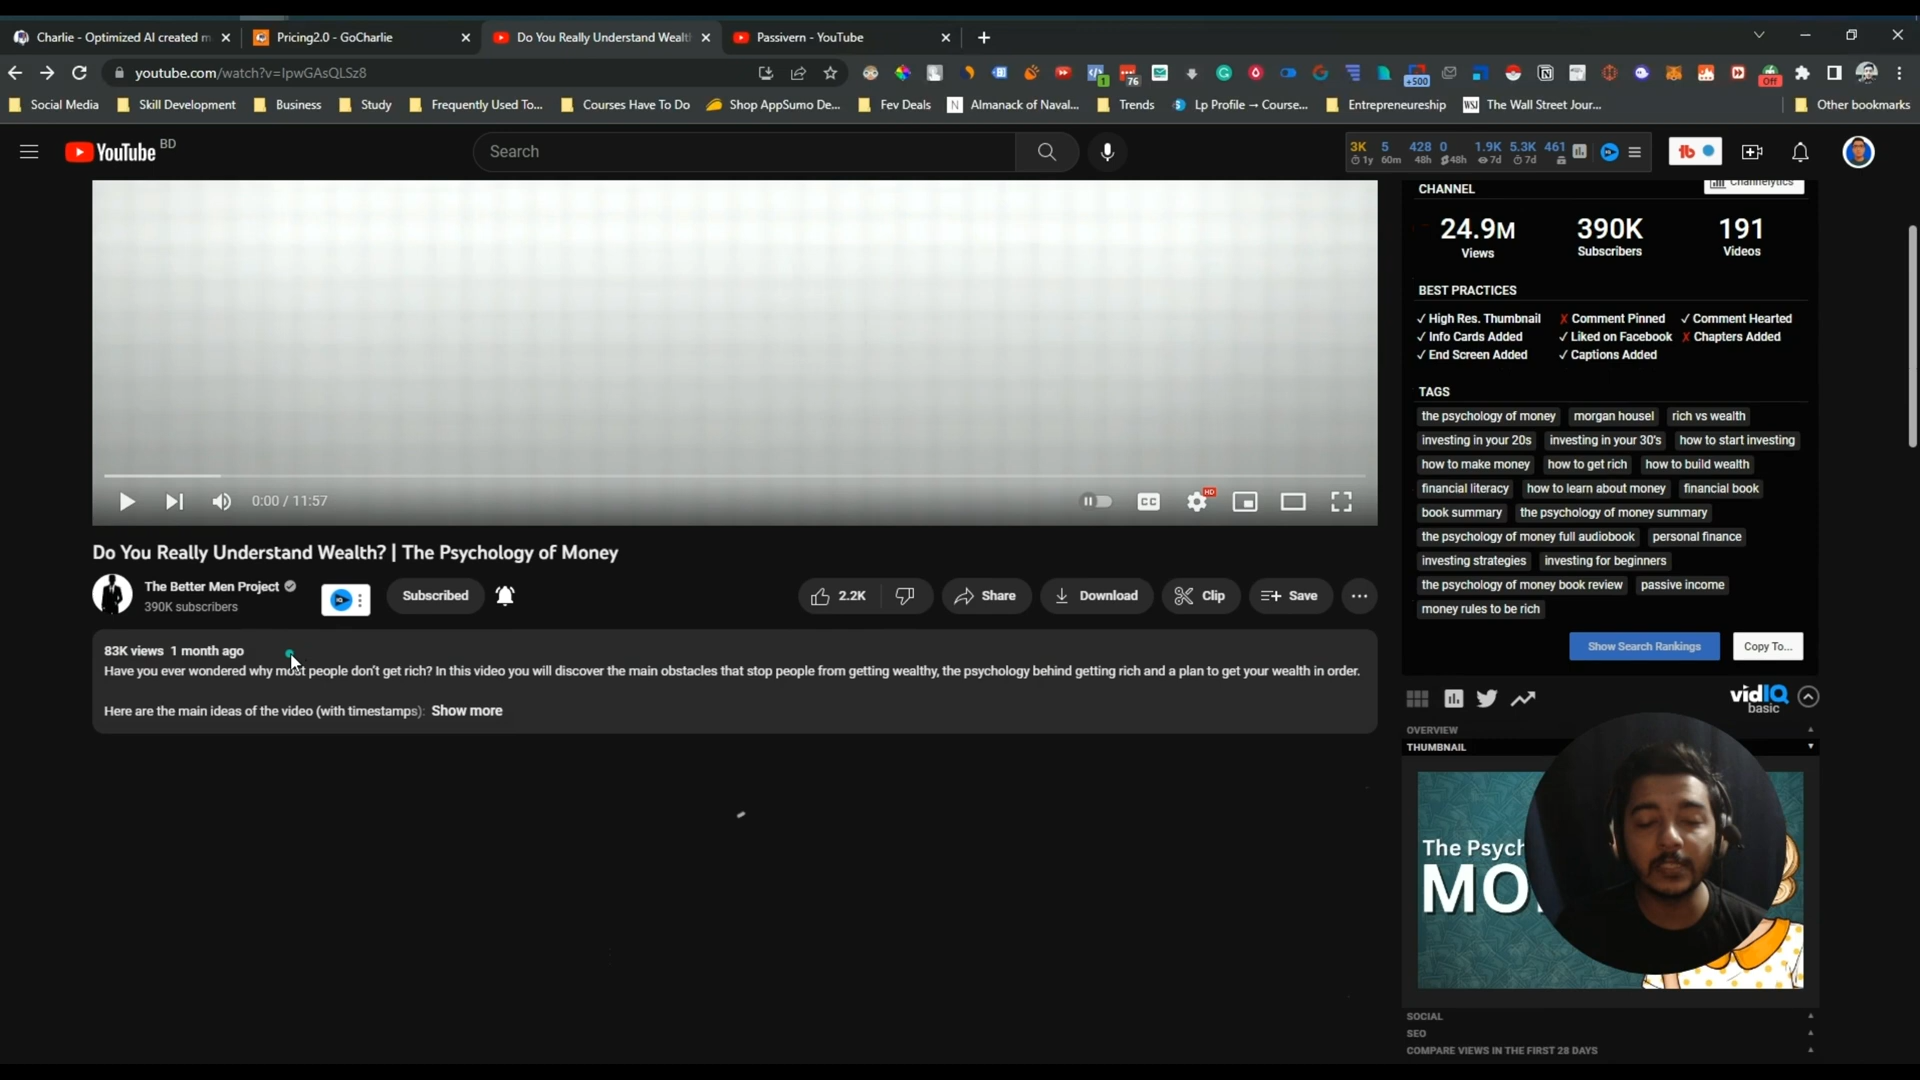 Charlie - Optimized AI created m
Pricing2.0 - GoCharlie
Do You Really Understand Wealt
Passivern - YouTube
youtube.com/watch?v=IpwGAsQLSz8
1
76
+500
Off
Social Media
Skill Development
Business
Study
Frequently Used To...
Courses Have To Do
Shop AppSumo De...
Fev Deals
N Almanack of Naval...
Trends
Lp Profile → Course...
Entrepreneureship
WSJ The Wall Street Jour...
Other bookmarks
YouTube BD
Search
3K 5 428 0 1.9K 5.3K 461
1y 60m 48h 48h 7d 7d
CHANNEL
Channelytics
24.9M 390K 191
Views Subscribers Videos
BEST PRACTICES
✓ High Res. Thumbnail ✗ Comment Pinned ✓ Comment Hearted
✓ Info Cards Added ✓ Liked on Facebook ✗ Chapters Added
✓ End Screen Added ✓ Captions Added
TAGS
the psychology of money morgan housel rich vs wealth
investing in your 20s investing in your 30's how to start investing
how to make money how to get rich how to build wealth
financial literacy how to learn about money financial book
book summary the psychology of money summary
the psychology of money full audiobook personal finance
investing strategies investing for beginners
the psychology of money book review passive income
money rules to be rich
Show Search Rankings Copy To...
0:00 / 11:57
CC
HD
Do You Really Understand Wealth? | The Psychology of Money
The Better Men Project
390K subscribers
Subscribed
2.2K
Share
Download
Clip
Save
83K views 1 month ago
Have you ever wondered why most people don't get rich? In this video you will discover the main obstacles that stop people from getting wealthy, the psychology behind getting rich and a plan to get your wealth in order.
Here are the main ideas of the video (with timestamps): Show more
vidIQ
basic
OVERVIEW
THUMBNAIL
The Psych
MO
SOCIAL
SEO
COMPARE VIEWS IN THE FIRST 28 DAYS